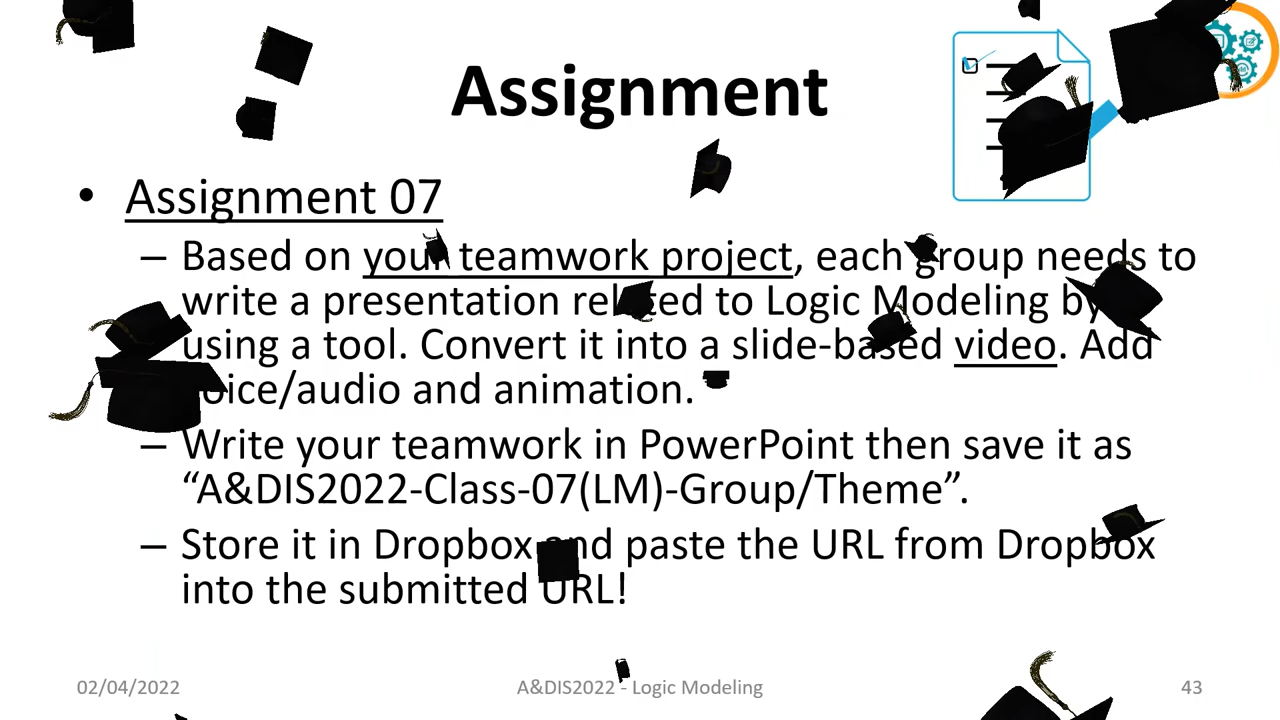 Assignment
• Assignment 07
– Based on your teamwork project, each group needs to
write a presentation related to Logic Modeling by
using a tool. Convert it into a slide-based video. Add
voice/audio and animation.
– Write your teamwork in PowerPoint then save it as
“A&DIS2022-Class-07(LM)-Group/Theme”.
– Store it in Dropbox and paste the URL from Dropbox
into the submitted URL!
02/04/2022 A&DIS2022 - Logic Modeling 43